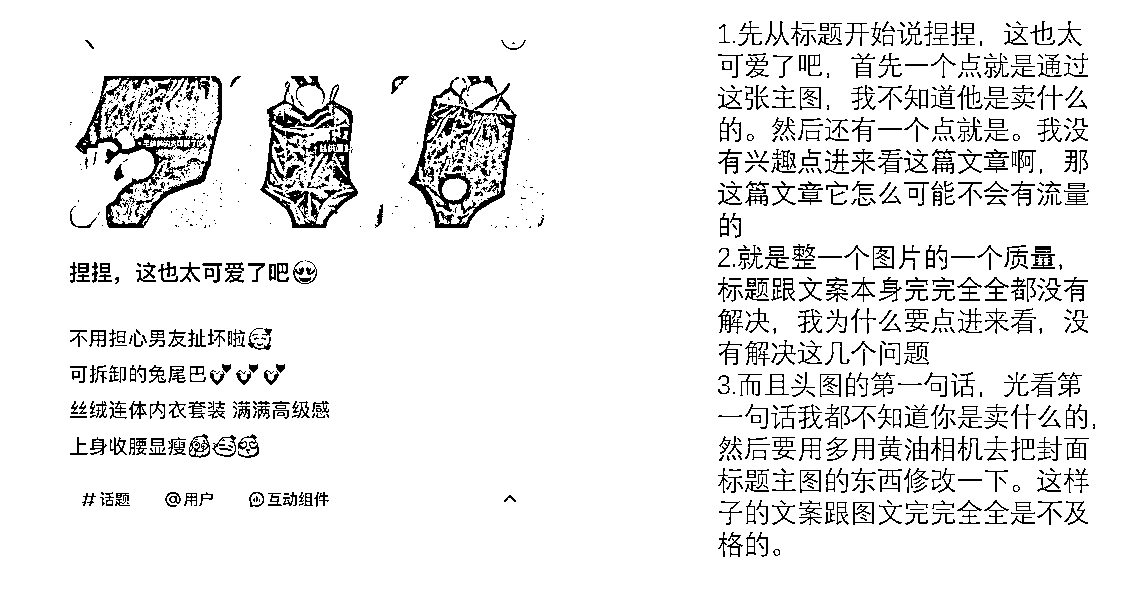 捏捏，这也太可爱了吧😍
不用担心男友扯坏啦🥰
可拆卸的兔尾巴💕💕💕
丝绒连体内衣套装 满满高级感
上身收腰显瘦🥰🥰🥰
# 话题 @用户 互动组件
1.先从标题开始说捏捏，这也太
可爱了吧，首先一个点就是通过
这张主图，我不知道他是卖什么
的。然后还有一个点就是。我没
有兴趣点进来看这篇文章啊，那
这篇文章它怎么可能不会有流量
的
2.就是整一个图片的一个质量，
标题跟文案本身完完全全都没有
解决，我为什么要点进来看，没
有解决这几个问题
3.而且头图的第一句话，光看第
一句话我都不知道你是卖什么的，
然后要用多用黄油相机去把封面
标题主图的东西修改一下。这样
子的文案跟图文完完全全是不及
格的。